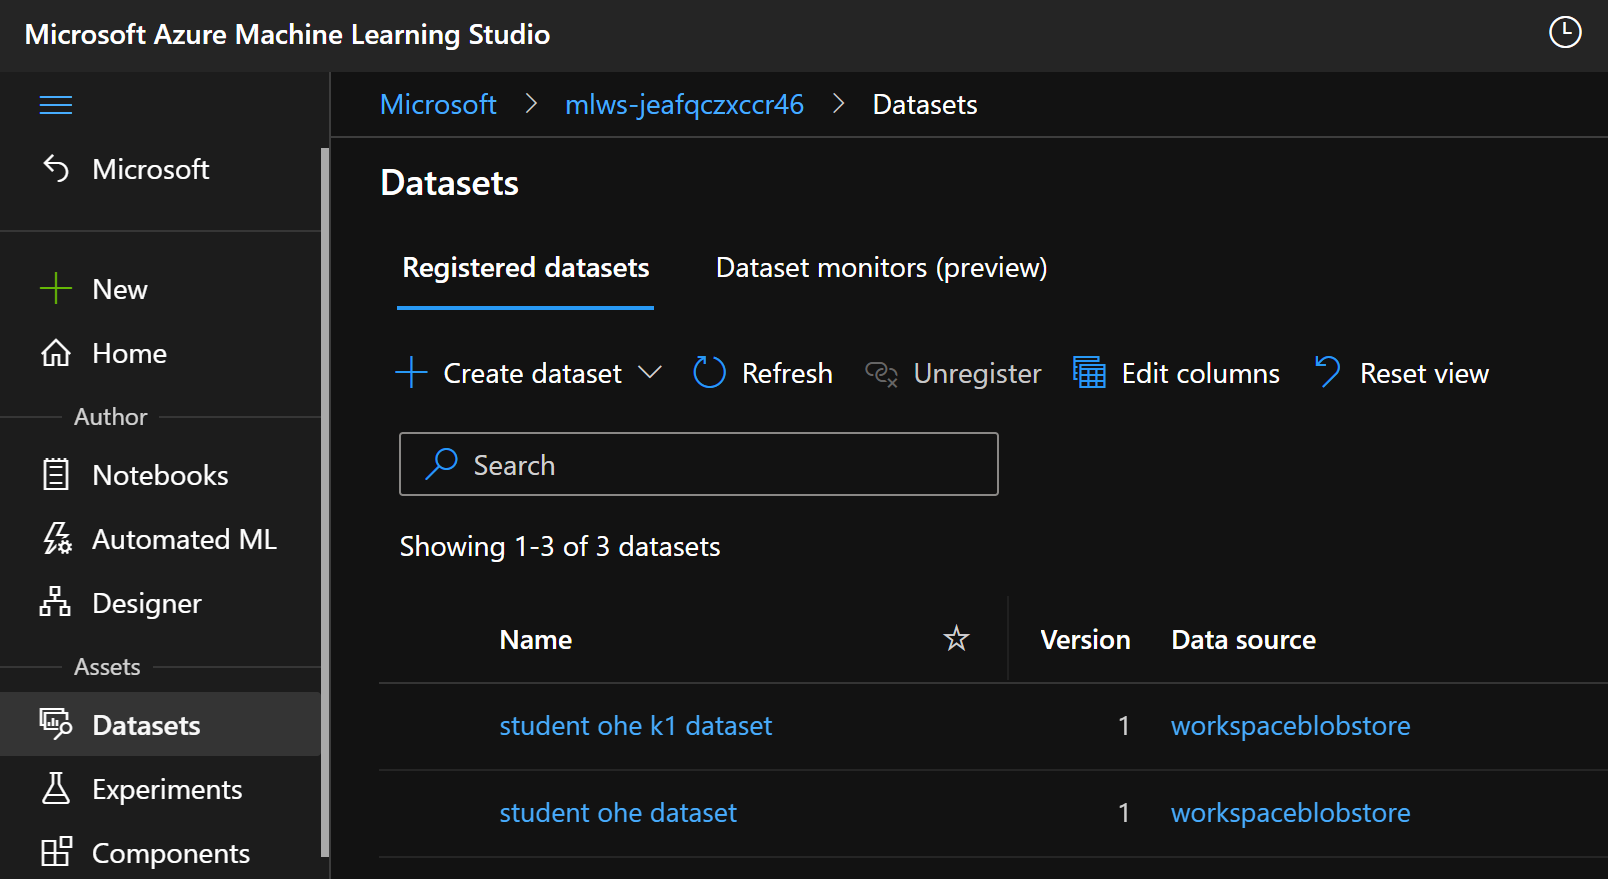 Microsoft Azure Machine Learning Studio
Microsoft > mlws-jeafqczxccr46 > Datasets
Microsoft
New
Home
Author
Notebooks
Automated ML
Designer
Assets
Datasets
Experiments
Components
Datasets
Registered datasets Dataset monitors (preview)
Create dataset Refresh Unregister Edit columns Reset view
Search
Showing 1-3 of 3 datasets
Name Version Data source
student ohe k1 dataset 1 workspaceblobstore
student ohe dataset 1 workspaceblobstore